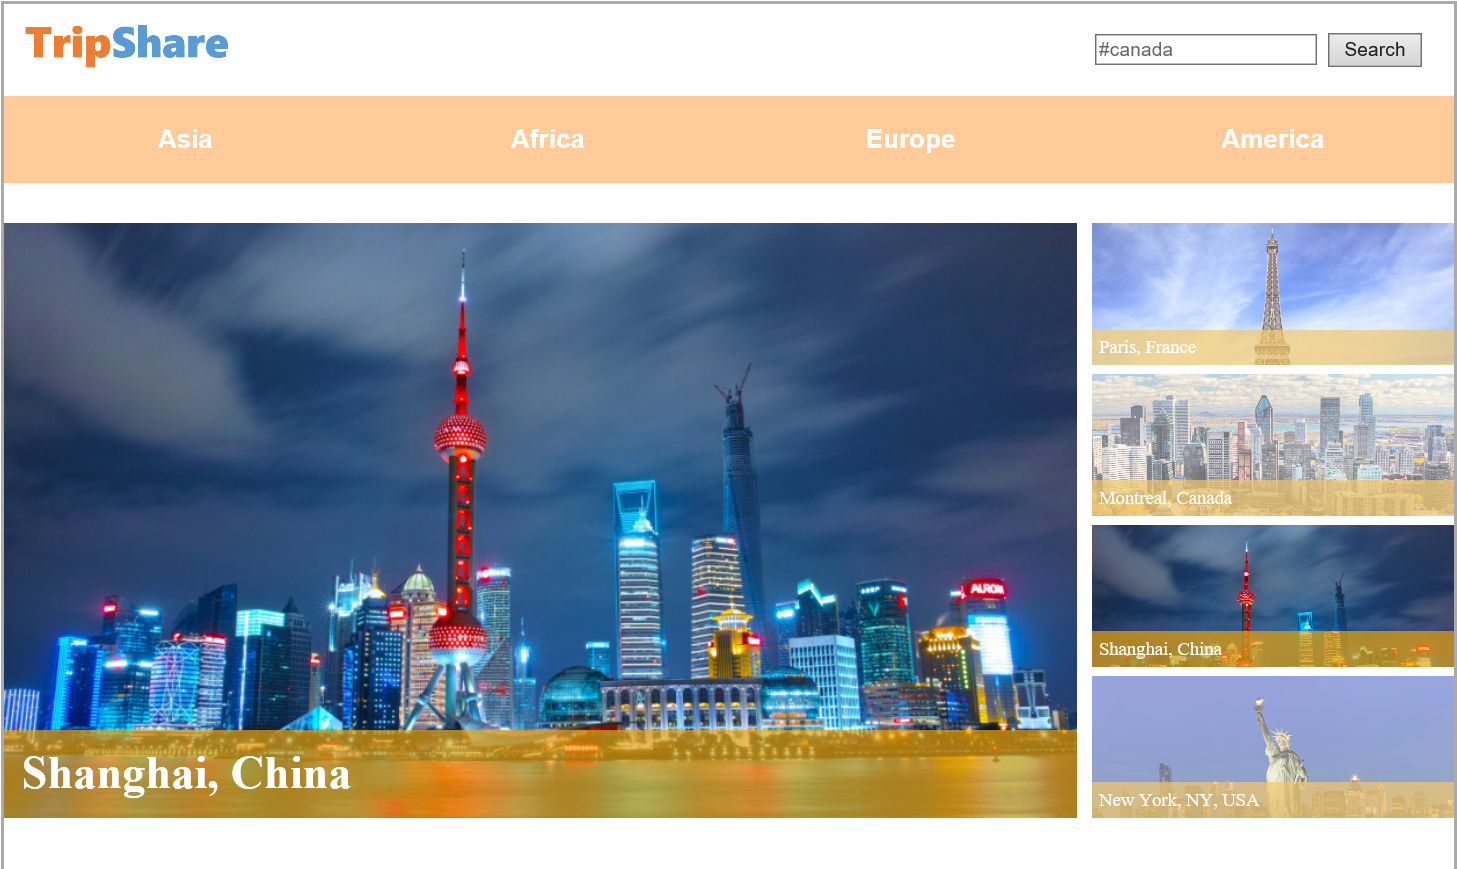 TripShare
#canada
Search
Asia
Africa
Europe
America
AURORA
Shanghai, China
Paris, France
Montreal, Canada
Shanghai, China
New York, NY, USA